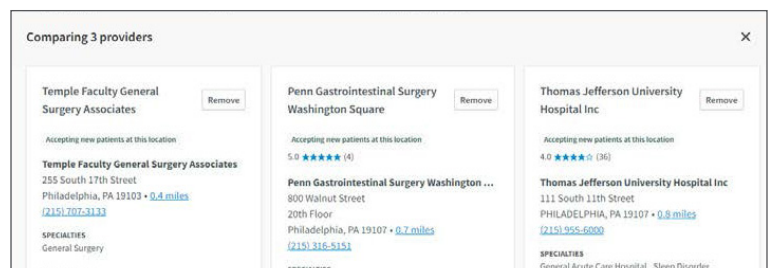 Comparing 3 providers
×
Temple Faculty General
Surgery Associates
Remove
Accepting new patients at this location
Temple Faculty General Surgery Associates
255 South 17th Street
Philadelphia, PA 19103 • 0.4 miles
(215) 707-3133
SPECIALTIES
General Surgery
Penn Gastrointestinal Surgery
Washington Square
Remove
Accepting new patients at this location
5.0 ★★★★★ (4)
Penn Gastrointestinal Surgery Washington ...
800 Walnut Street
20th Floor
Philadelphia, PA 19107 • 0.7 miles
(215) 316-5151
SPECIALTIES
Thomas Jefferson University
Hospital Inc
Remove
Accepting new patients at this location
4.0 ★★★★☆ (36)
Thomas Jefferson University Hospital Inc
111 South 11th Street
PHILADELPHIA, PA 19107 • 0.8 miles
(215) 955-6000
SPECIALTIES
General Acute Care Hospital, Sleep Disorder